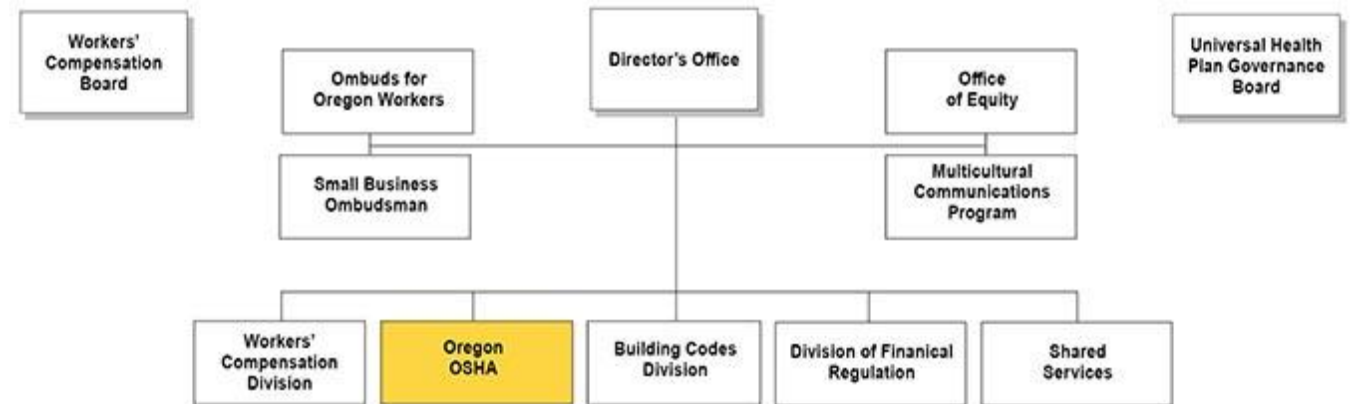 Workers'
Compensation
Board
Ombuds for
Oregon Workers
Director's Office
Office
of Equity
Universal Health
Plan Governance
Board
Small Business
Ombudsman
Multicultural
Communications
Program
Workers'
Compensation
Division
Oregon
OSHA
Building Codes
Division
Division of Finanical
Regulation
Shared
Services